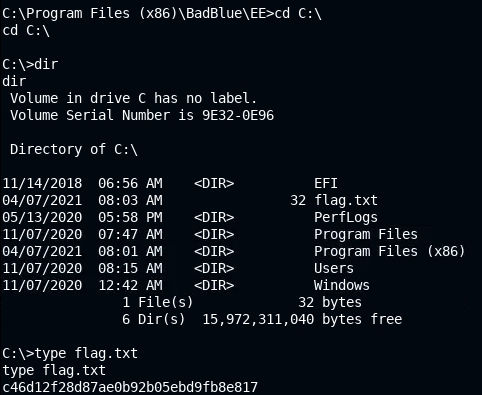 C:\Program Files (x86)\BadBlue\EE>cd C:\
cd C:\
C:\>dir
dir
Volume in drive C has no label.
Volume Serial Number is 9E32-0E96
Directory of C:\
11/14/2018  06:56 AM    <DIR>          EFI
04/07/2021  08:03 AM                32 flag.txt
05/13/2020  05:58 PM    <DIR>          PerfLogs
11/07/2020  07:47 AM    <DIR>          Program Files
04/07/2021  08:01 AM    <DIR>          Program Files (x86)
11/07/2020  08:15 AM    <DIR>          Users
11/07/2020  12:42 AM    <DIR>          Windows
1 File(s)             32 bytes
6 Dir(s)  15,972,311,040 bytes free
C:\>type flag.txt
type flag.txt
c46d12f28d87ae0b92b05ebd9fb8e817